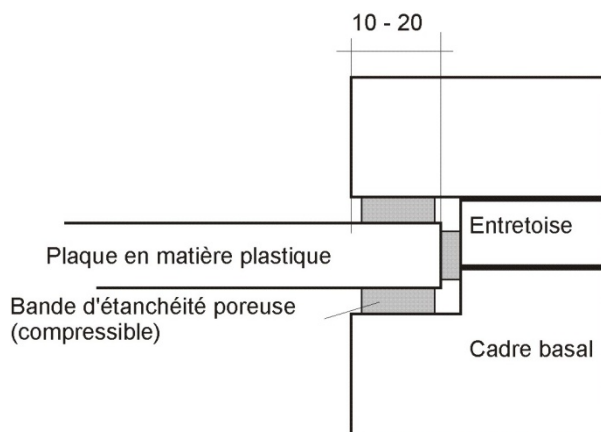 10 - 20
Entretoise
Plaque en matière plastique
Bande d'étanchéité poreuse
(compressible)
Cadre basal